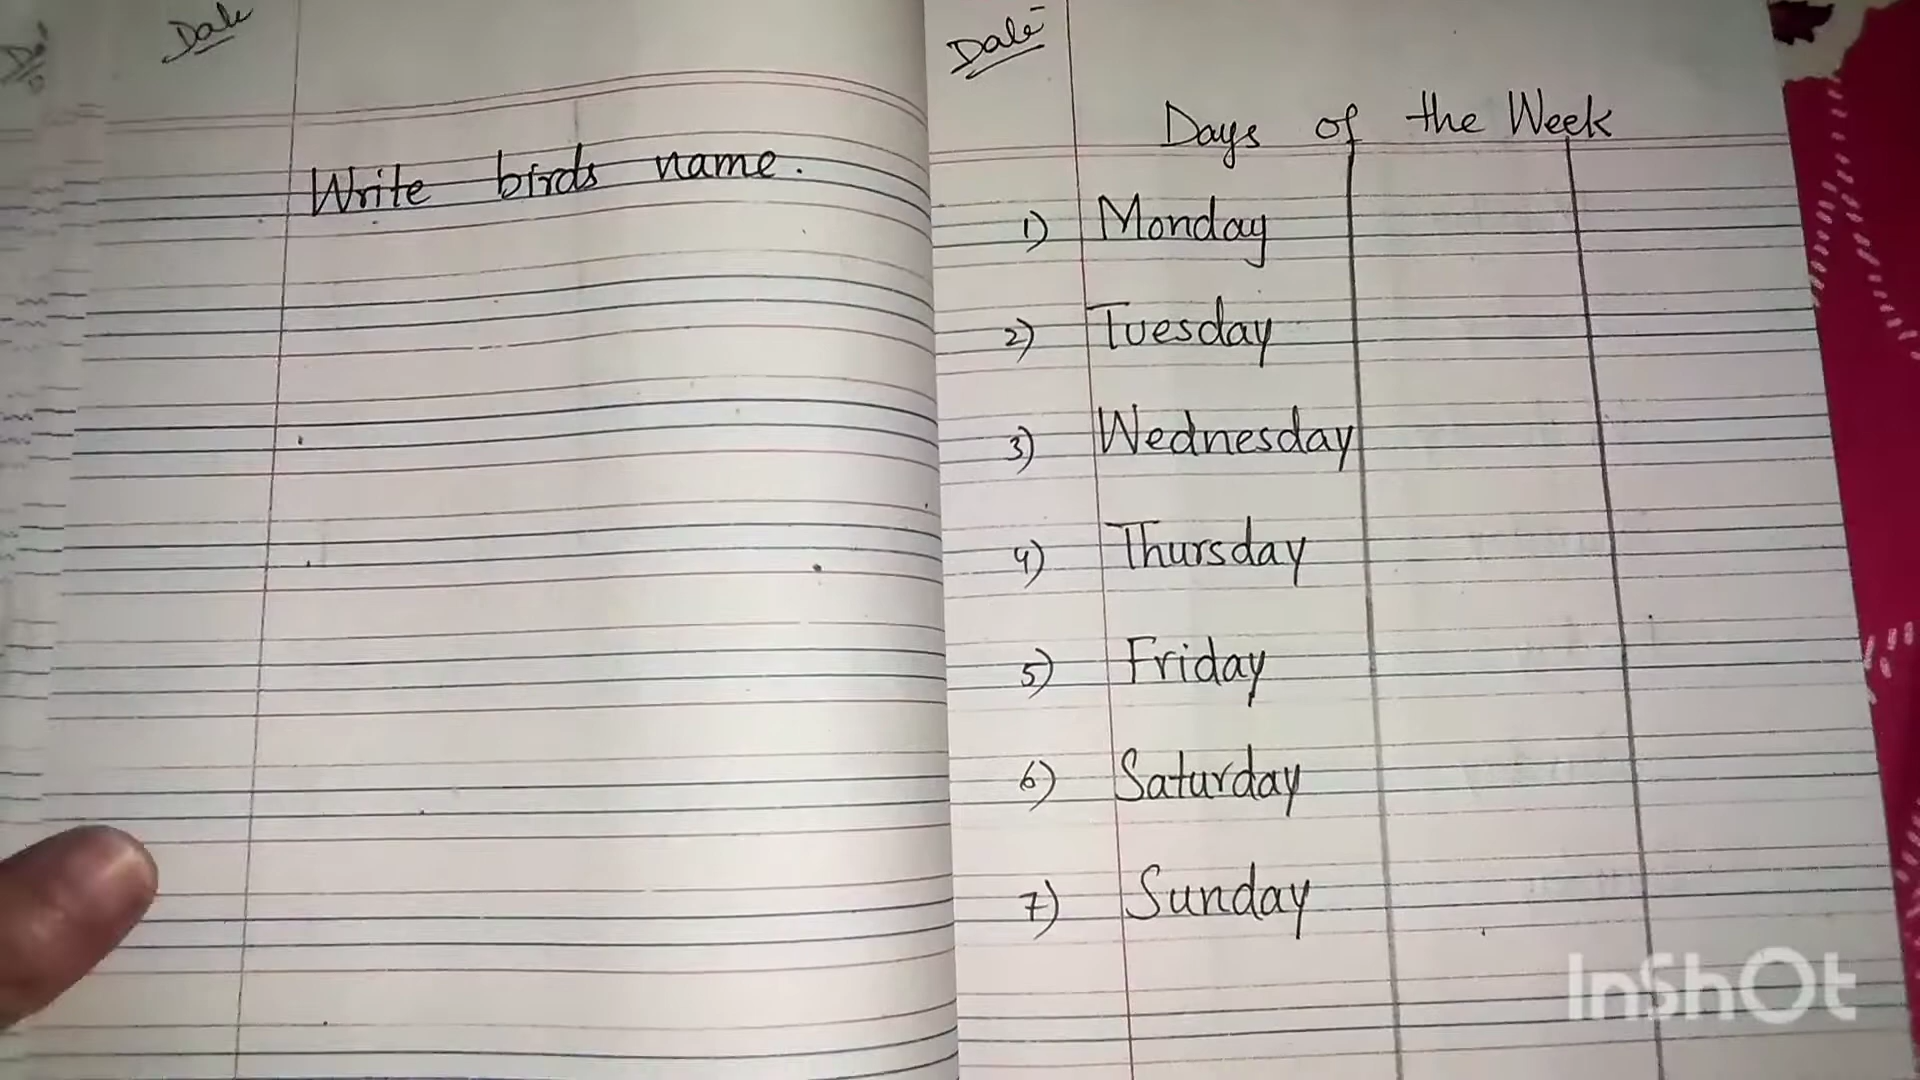 Date
Write birds name.
Date
Days of the Week
1) Monday
2) Tuesday
3) Wednesday
4) Thursday
5) Friday
6) Saturday
7) Sunday
InShOt